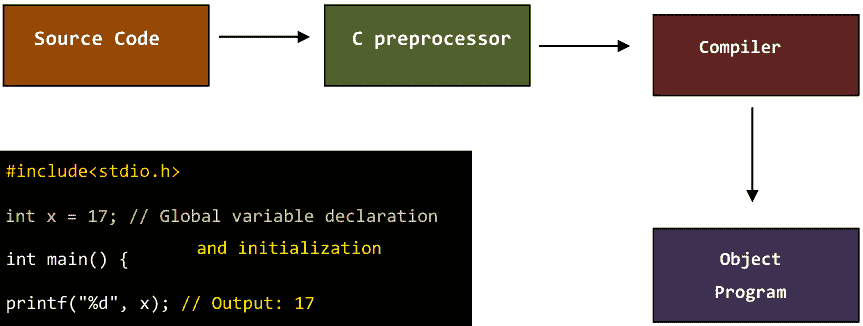 Source Code
C preprocessor
Compiler
#include<stdio.h>
int x = 17; // Global variable declaration
and initialization
int main() {
printf("%d", x); // Output: 17
Object
Program